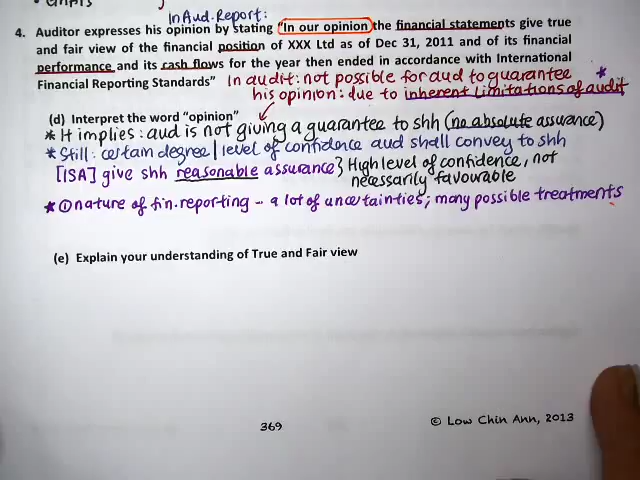 In Aud. Report:
4. Auditor expresses his opinion by stating "In our opinion the financial statements give true
and fair view of the financial position of XXX Ltd as of Dec 31, 2011 and of its financial
performance and its cash flows for the year then ended in accordance with International
Financial Reporting Standards" In audit: not possible for aud to guarantee *
his opinion: due to inherent limitations of audit
(d) Interpret the word "opinion"
* It implies: aud is not giving a guarantee to shh (no absolute assurance)
* Still: certain degree/level of confidence aud shall convey to shh
[ISA] give shh reasonable assurance} High level of confidence, not
necessarily favourable
* ① nature of fin. reporting -- a lot of uncertainties; many possible treatments
(e) Explain your understanding of True and Fair view
369
© Low Chin Ann, 2013